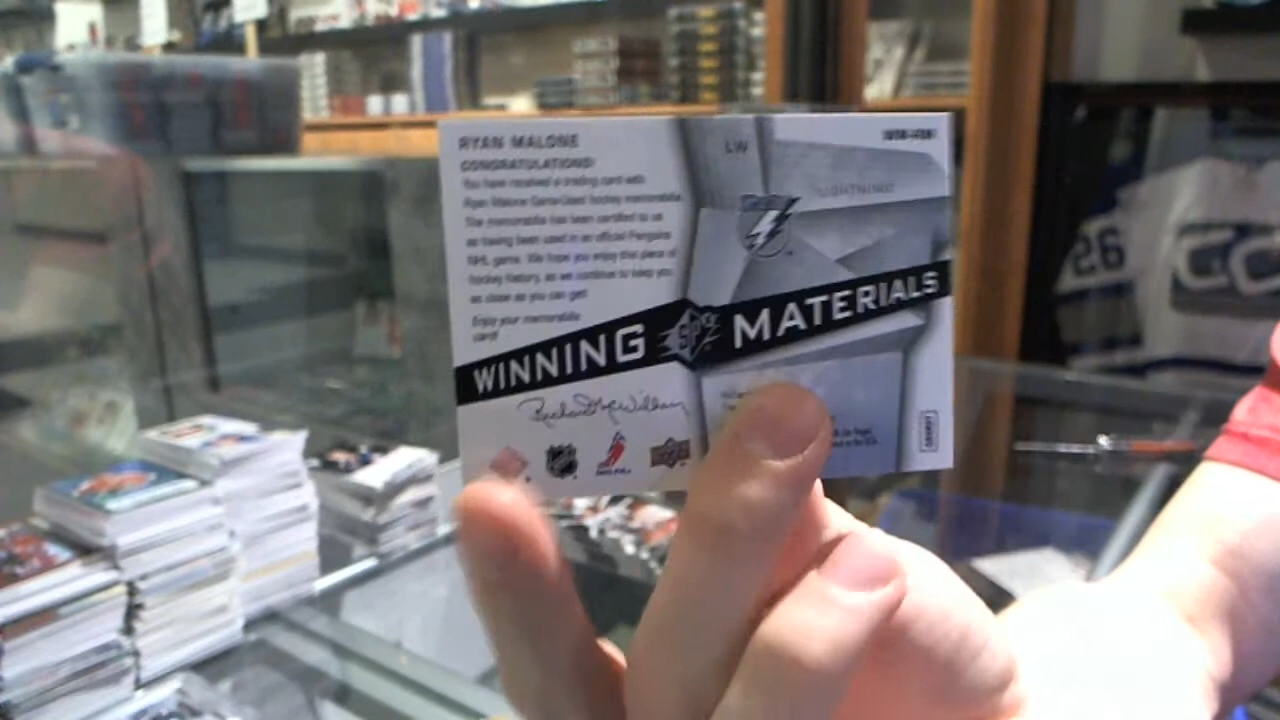 RYAN MALONE
CONGRATULATIONS!
You have received a trading card with
Ryan Malone Game-Used hockey memorabilia.
The memorabilia has been certified to us
as having been used in an official Penguins
NHL game. We hope you enjoy this piece of
hockey history, as we continue to keep you
as close as you can get!
Enjoy your memorabilia
card!
LW
LIGHTNING
WINNING SPx MATERIALS
26